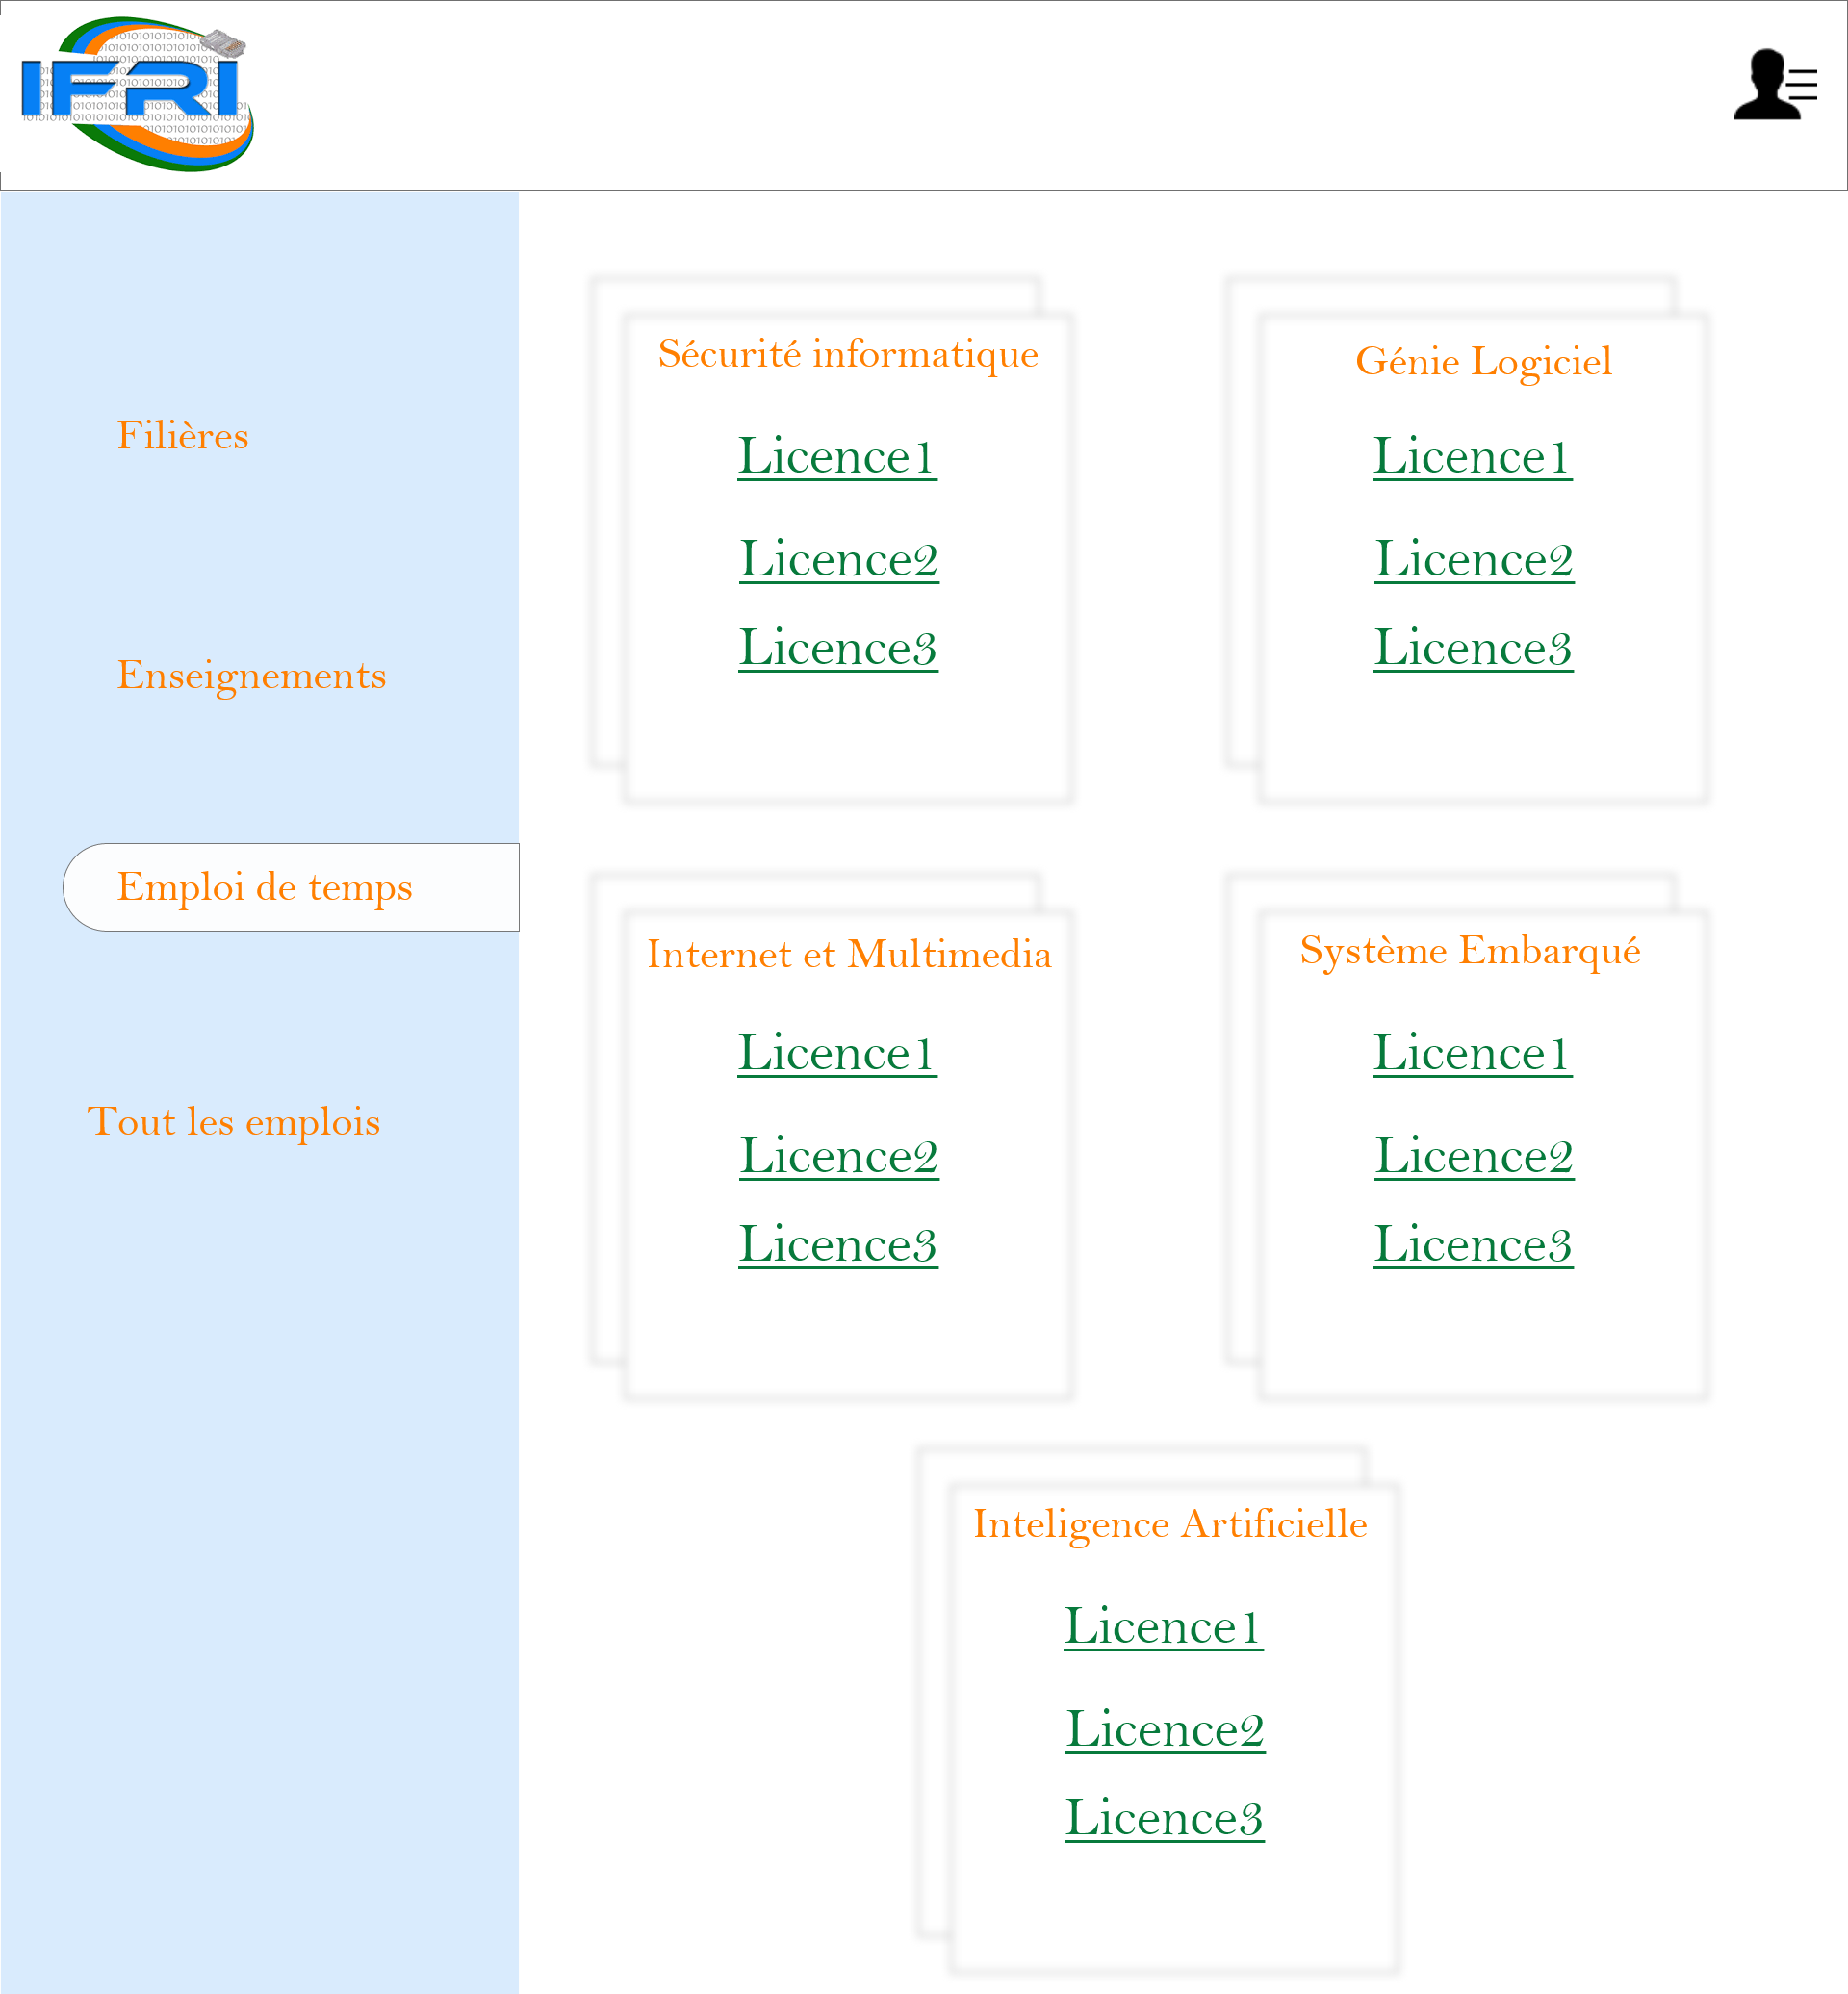 IFRI
Filières
Enseignements
Emploi de temps
Tout les emplois
Sécurité informatique
Licence1
Licence2
Licence3
Génie Logiciel
Licence1
Licence2
Licence3
Internet et Multimedia
Licence1
Licence2
Licence3
Système Embarqué
Licence1
Licence2
Licence3
Inteligence Artificielle
Licence1
Licence2
Licence3